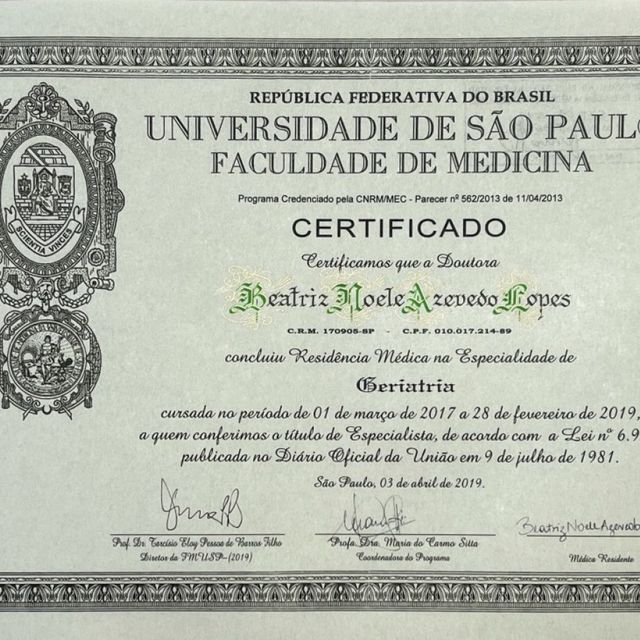 REPÚBLICA FEDERATIVA DO BRASIL
UNIVERSIDADE DE SÃO PAULO
FACULDADE DE MEDICINA
Programa Credenciado pela CNRM/MEC - Parecer nº 562/2013 de 11/04/2013
CERTIFICADO
Certificamos que a Doutora
Beatriz Noele Azevedo Lopes
C.R.M. 170905-SP - C.P.F. 010.017.214-89
concluiu Residência Médica na Especialidade de
Geriatria
cursada no período de 01 de março de 2017 a 28 de fevereiro de 2019,
a quem conferimos o título de Especialista, de acordo com a Lei nº 6.9
publicada no Diário Oficial da União em 9 de julho de 1981.
São Paulo, 03 de abril de 2019.
Beatriz Noele Azevedo
Prof. Dr. Tarcísio Eloy Pessoa de Barros Filho
Diretor da FMUSP-(2019)
Profa. Dra. Maria do Carmo Sitta
Coordenadora do Programa
Médica Residente
SCIENTIA VINCES